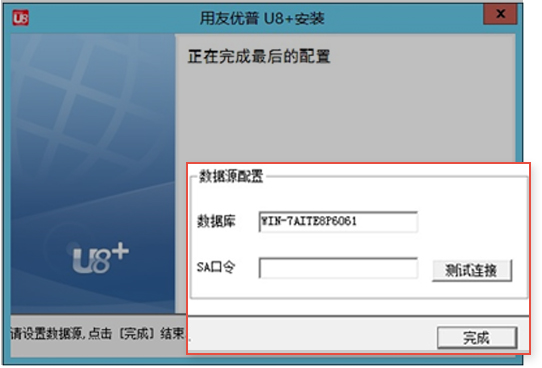 U8 用友优普 U8+安装 x
正在完成最后的配置
数据源配置
数据库 WIN-7AITE8P6061
SA口令 测试连接
U8+
请设置数据源,点击 [完成] 结束
完成